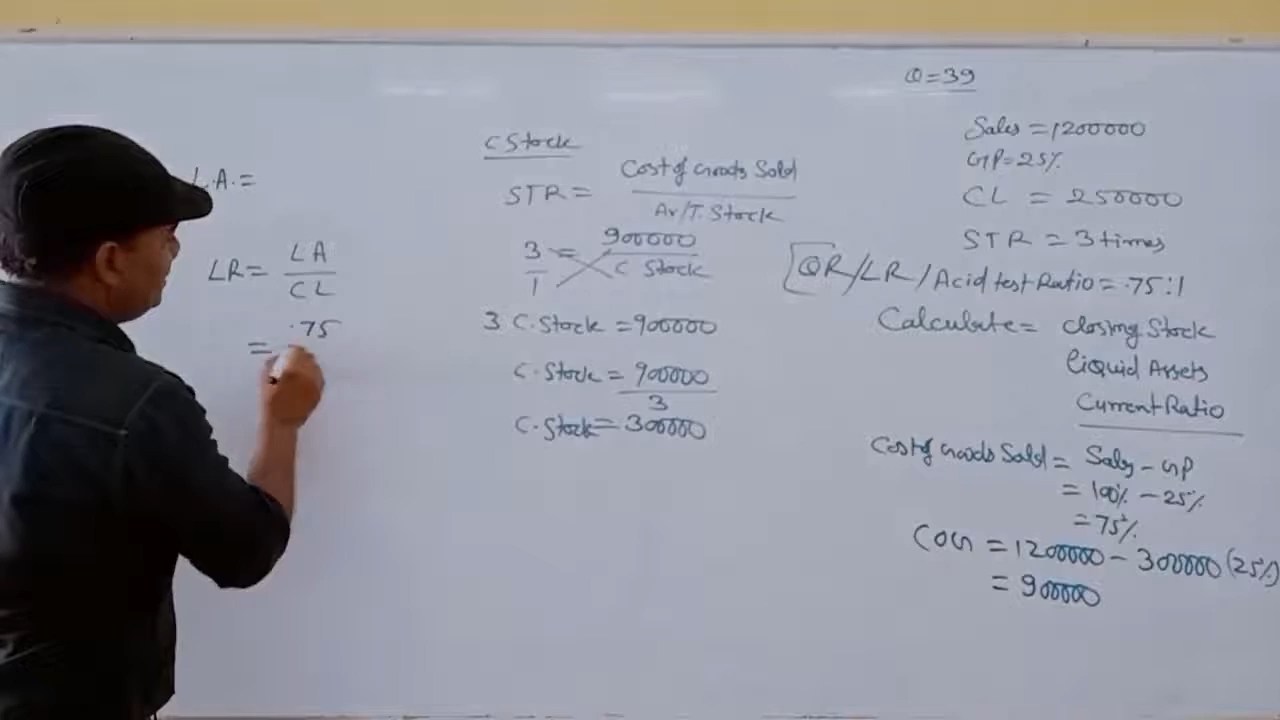 Q=39
Sales = 1200000
GP = 25%
CL = 250000
STR = 3 times
QR/LR/Acid test Ratio = .75:1
Calculate = Closing Stock
Liquid Assets
Current Ratio
Cost of Goods Sold = Sales - GP
= 100% - 25%
= 75%
COG = 1200000 - 300000 (25%)
= 900000
C Stock
STR = Cost of Goods Sold
Av/T. Stock
3 = 900000
1 C Stock
3 C.Stock = 900000
C.Stock = 900000
3
C.Stock = 300000
L.A. =
LR = LA
CL
= .75